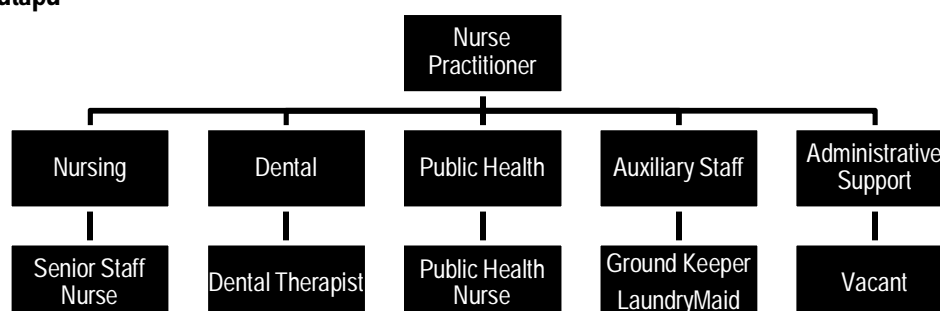 Nurse
Practitioner
Nursing
Dental
Public Health
Auxiliary Staff
Administrative
Support
Senior Staff
Nurse
Dental Therapist
Public Health
Nurse
Ground Keeper
LaundryMaid
Vacant